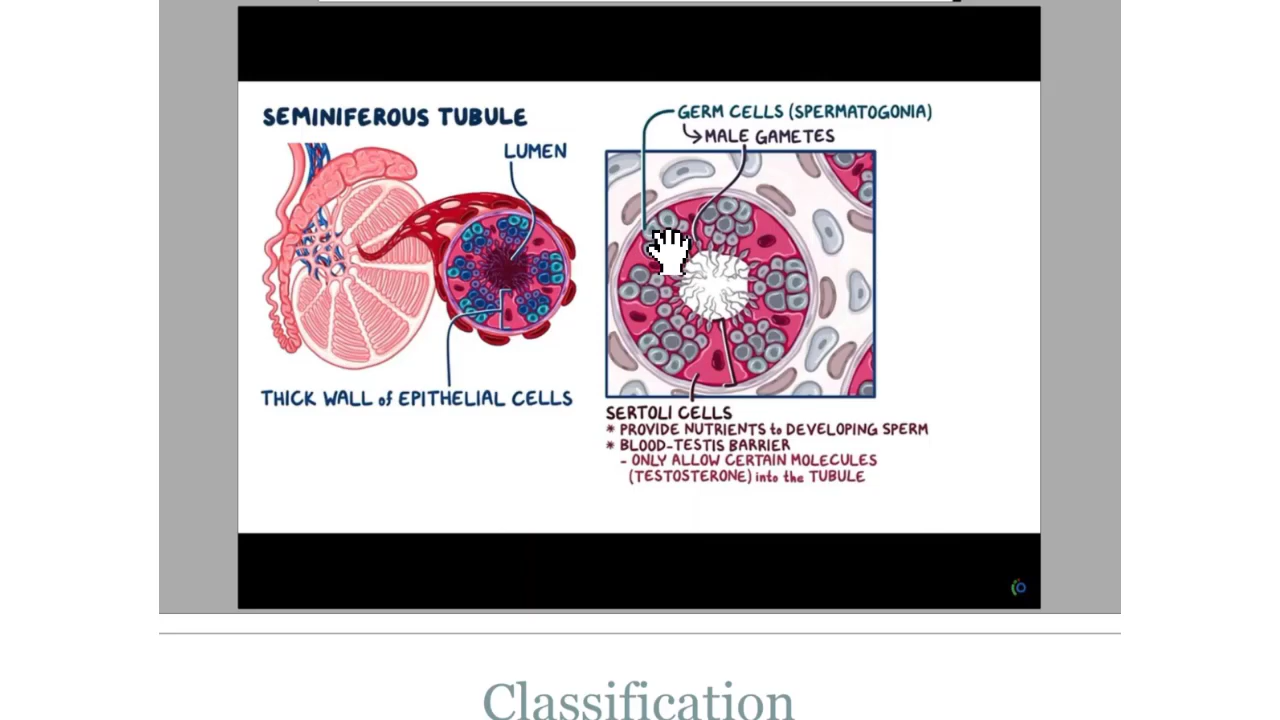 SEMINIFEROUS TUBULE
LUMEN
THICK WALL of EPITHELIAL CELLS
GERM CELLS (SPERMATOGONIA)
MALE GAMETES
SERTOLI CELLS
* PROVIDE NUTRIENTS to DEVELOPING SPERM
* BLOOD-TESTIS BARRIER
- ONLY ALLOW CERTAIN MOLECULES
(TESTOSTERONE) into the TUBULE
Classification